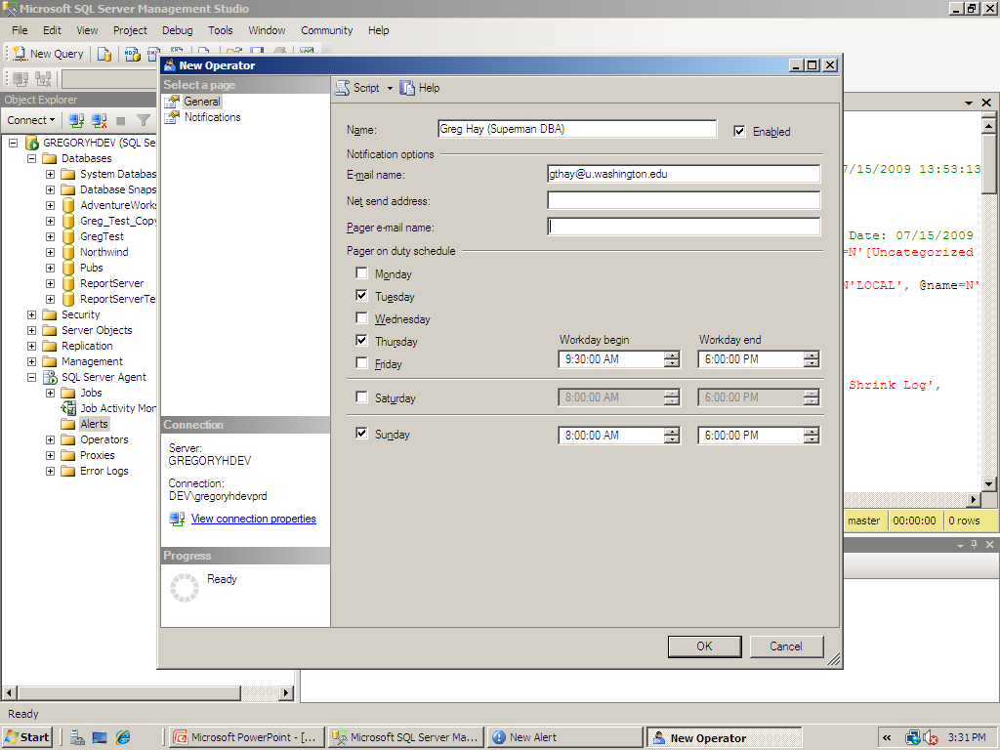 Microsoft SQL Server Management Studio
File Edit View Project Debug Tools Window Community Help
New Query
New Operator
Select a page
General
Notifications
Script Help
Object Explorer
Connect
GREGORYHDEV (SQL Se
Databases
System Databas
Database Snaps
AdventureWork
Greg_Test_Copy
GregTest
Northwind
Pubs
ReportServer
ReportServerTe
Security
Server Objects
Replication
Management
SQL Server Agent
Jobs
Job Activity Mon
Alerts
Operators
Proxies
Error Logs
Name: Greg Hay (Supeman DBA) Enabled
Notification options
E-mail name: gthay@u.washington.edu
Net send address:
Pager e-mail name:
Pager on duty schedule
Monday
Tuesday
Wednesday
Thursday
Friday
Workday begin Workday end
9:30:00 AM 6:00:00 PM
Saturday 8:00:00 AM 6:00:00 PM
Sunday 8:00:00 AM 6:00:00 PM
Connection
Server:
GREGORYHDEV
Connection:
DEV\gregoryhdevprd
View connection properties
Progress
Ready
OK Cancel
7/15/2009 13:53:13
Date: 07/15/2009
=N'[Uncategorized
N'LOCAL', @name=N'
Shrink Log',
master 00:00:00 0 rows
Ready
Start Microsoft PowerPoint - [... Microsoft SQL Server Ma... New Alert New Operator « 3:31 PM